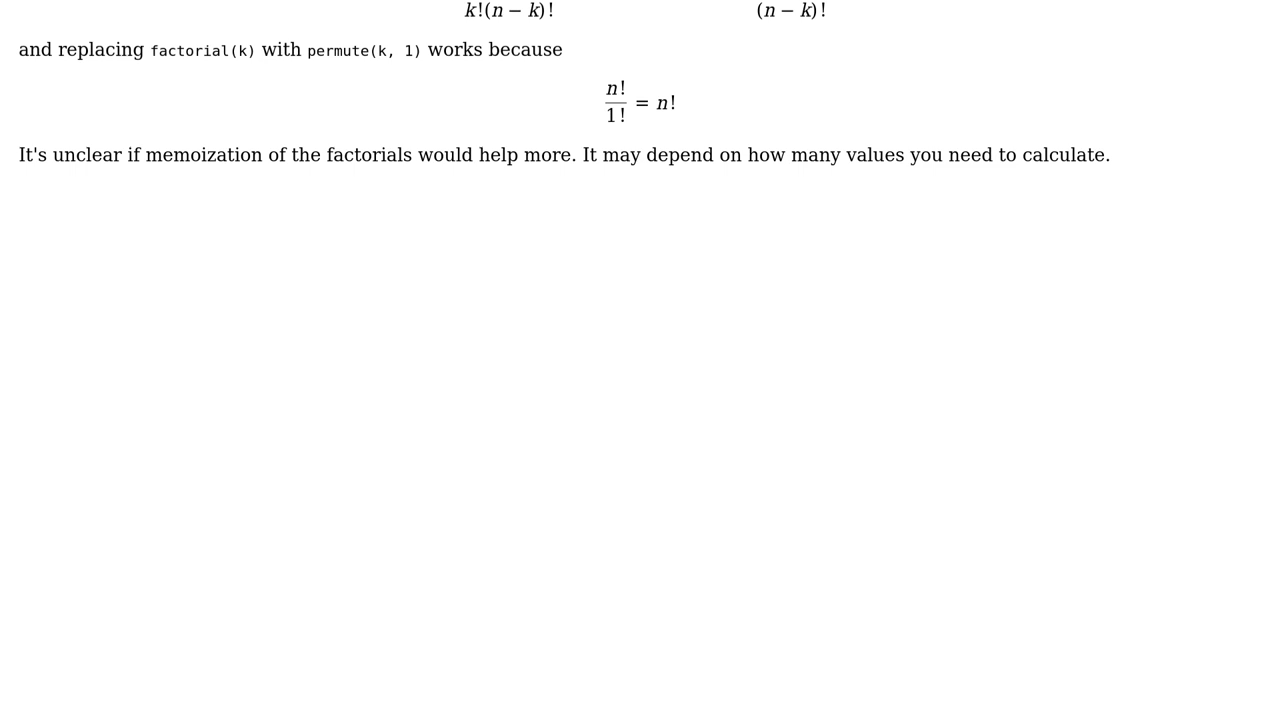 k!(n − k)! (n − k)!
and replacing factorial(k) with permute(k, 1) works because
n!
1! = n!
It's unclear if memoization of the factorials would help more. It may depend on how many values you need to calculate.